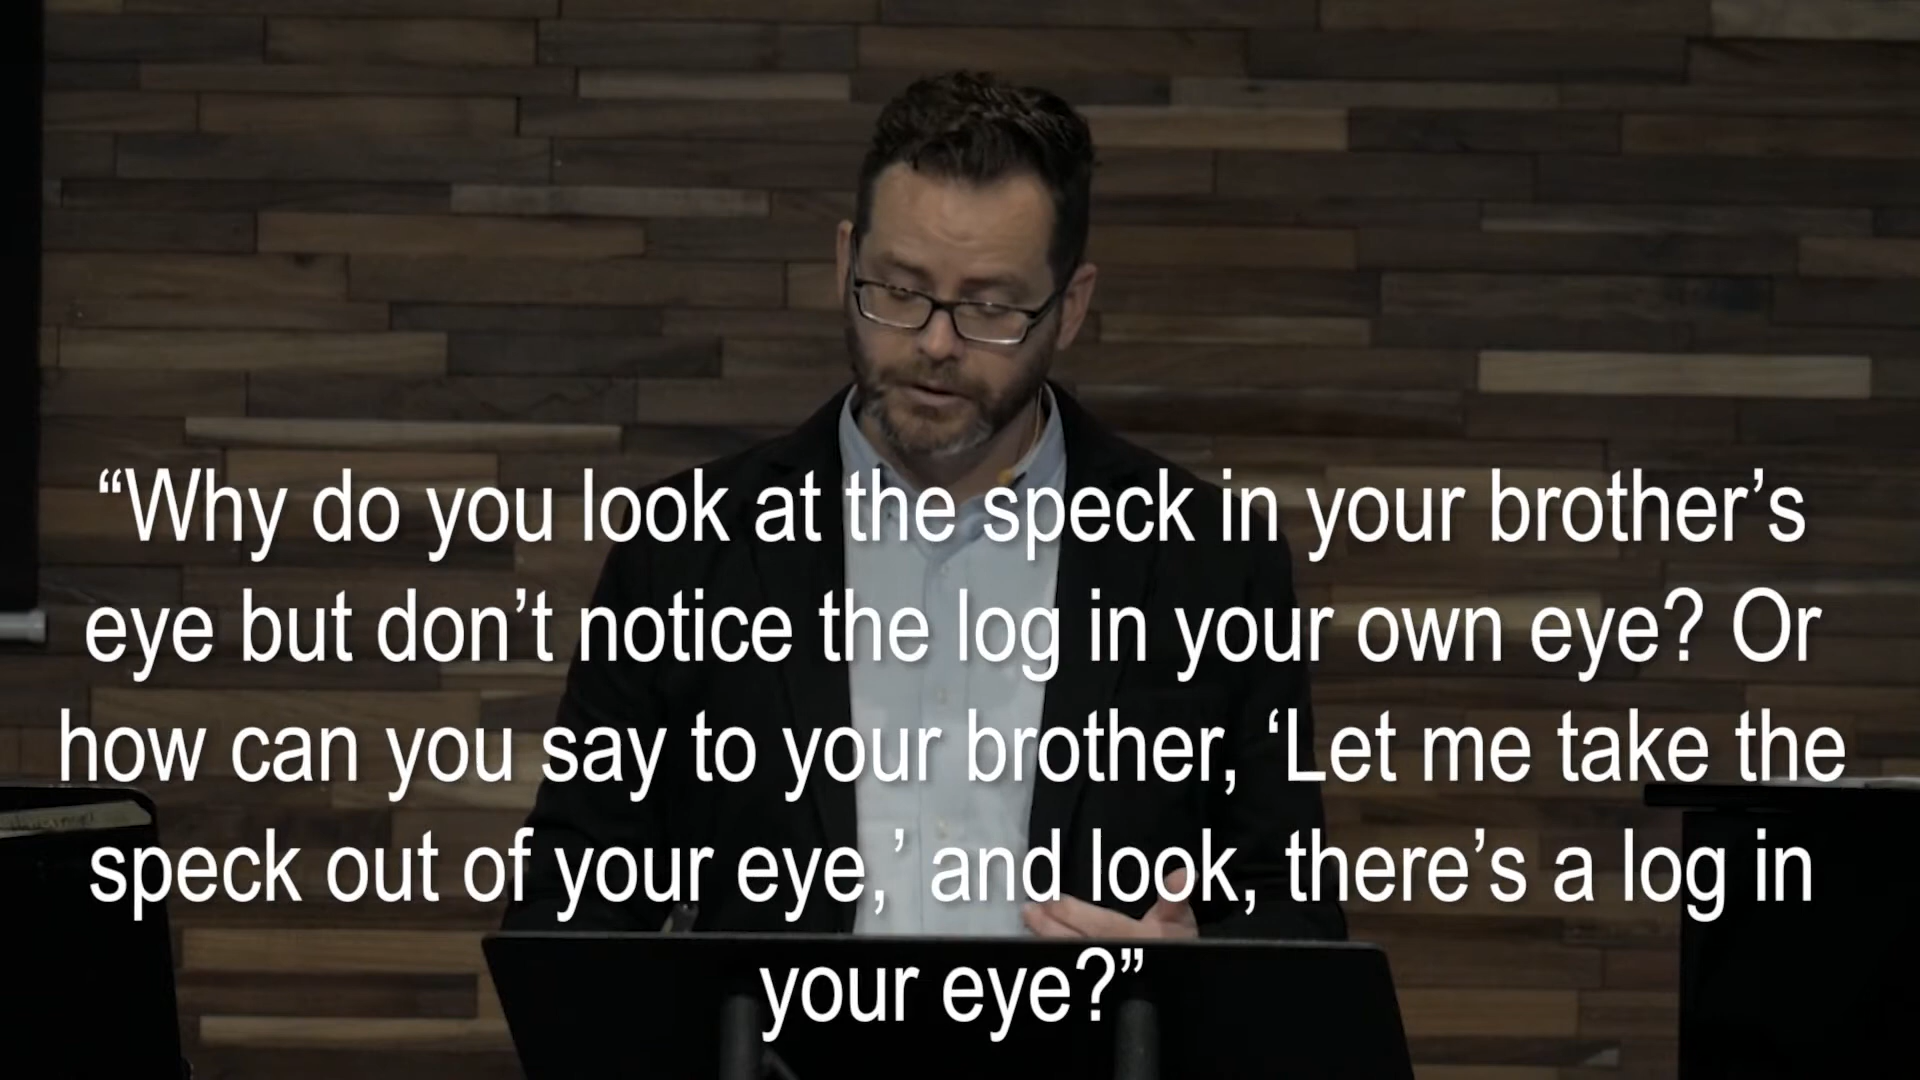 “Why do you look at the speck in your brother’s
eye but don’t notice the log in your own eye? Or
how can you say to your brother, ‘Let me take the
speck out of your eye,’ and look, there’s a log in
your eye?”